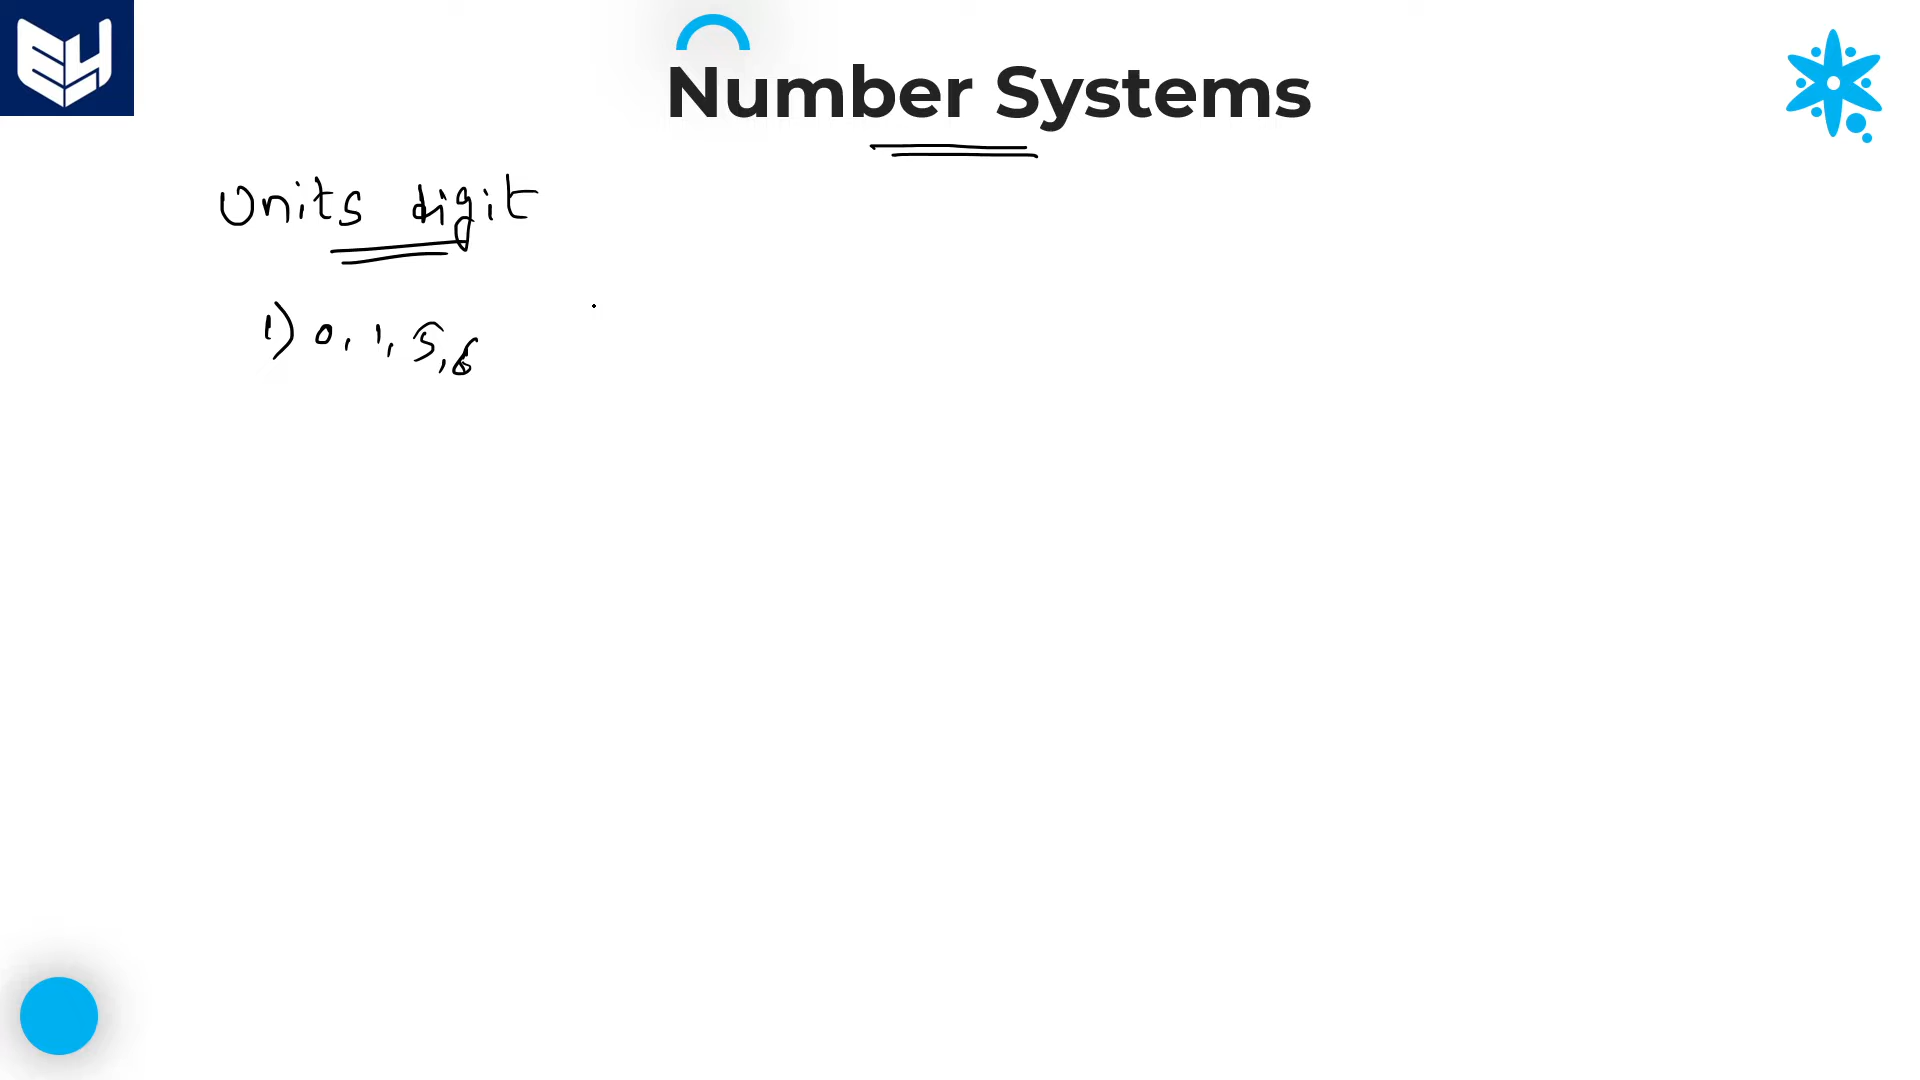 Number Systems
Units digit
1) 0, 1, 5, 6